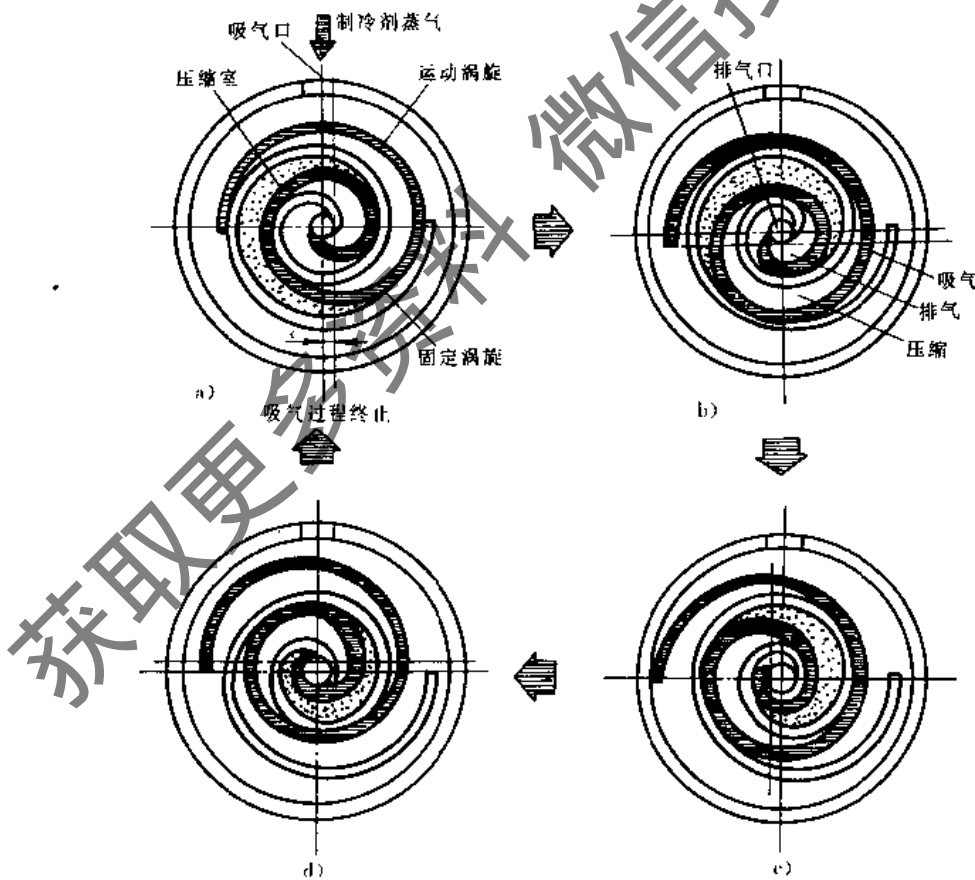 吸气口
制冷剂蒸气
压缩室
运动涡旋
固定涡旋
a)
吸气过程终止
排气口
吸气
排气
压缩
b)
d)
c)
获取更多资料 微信搜